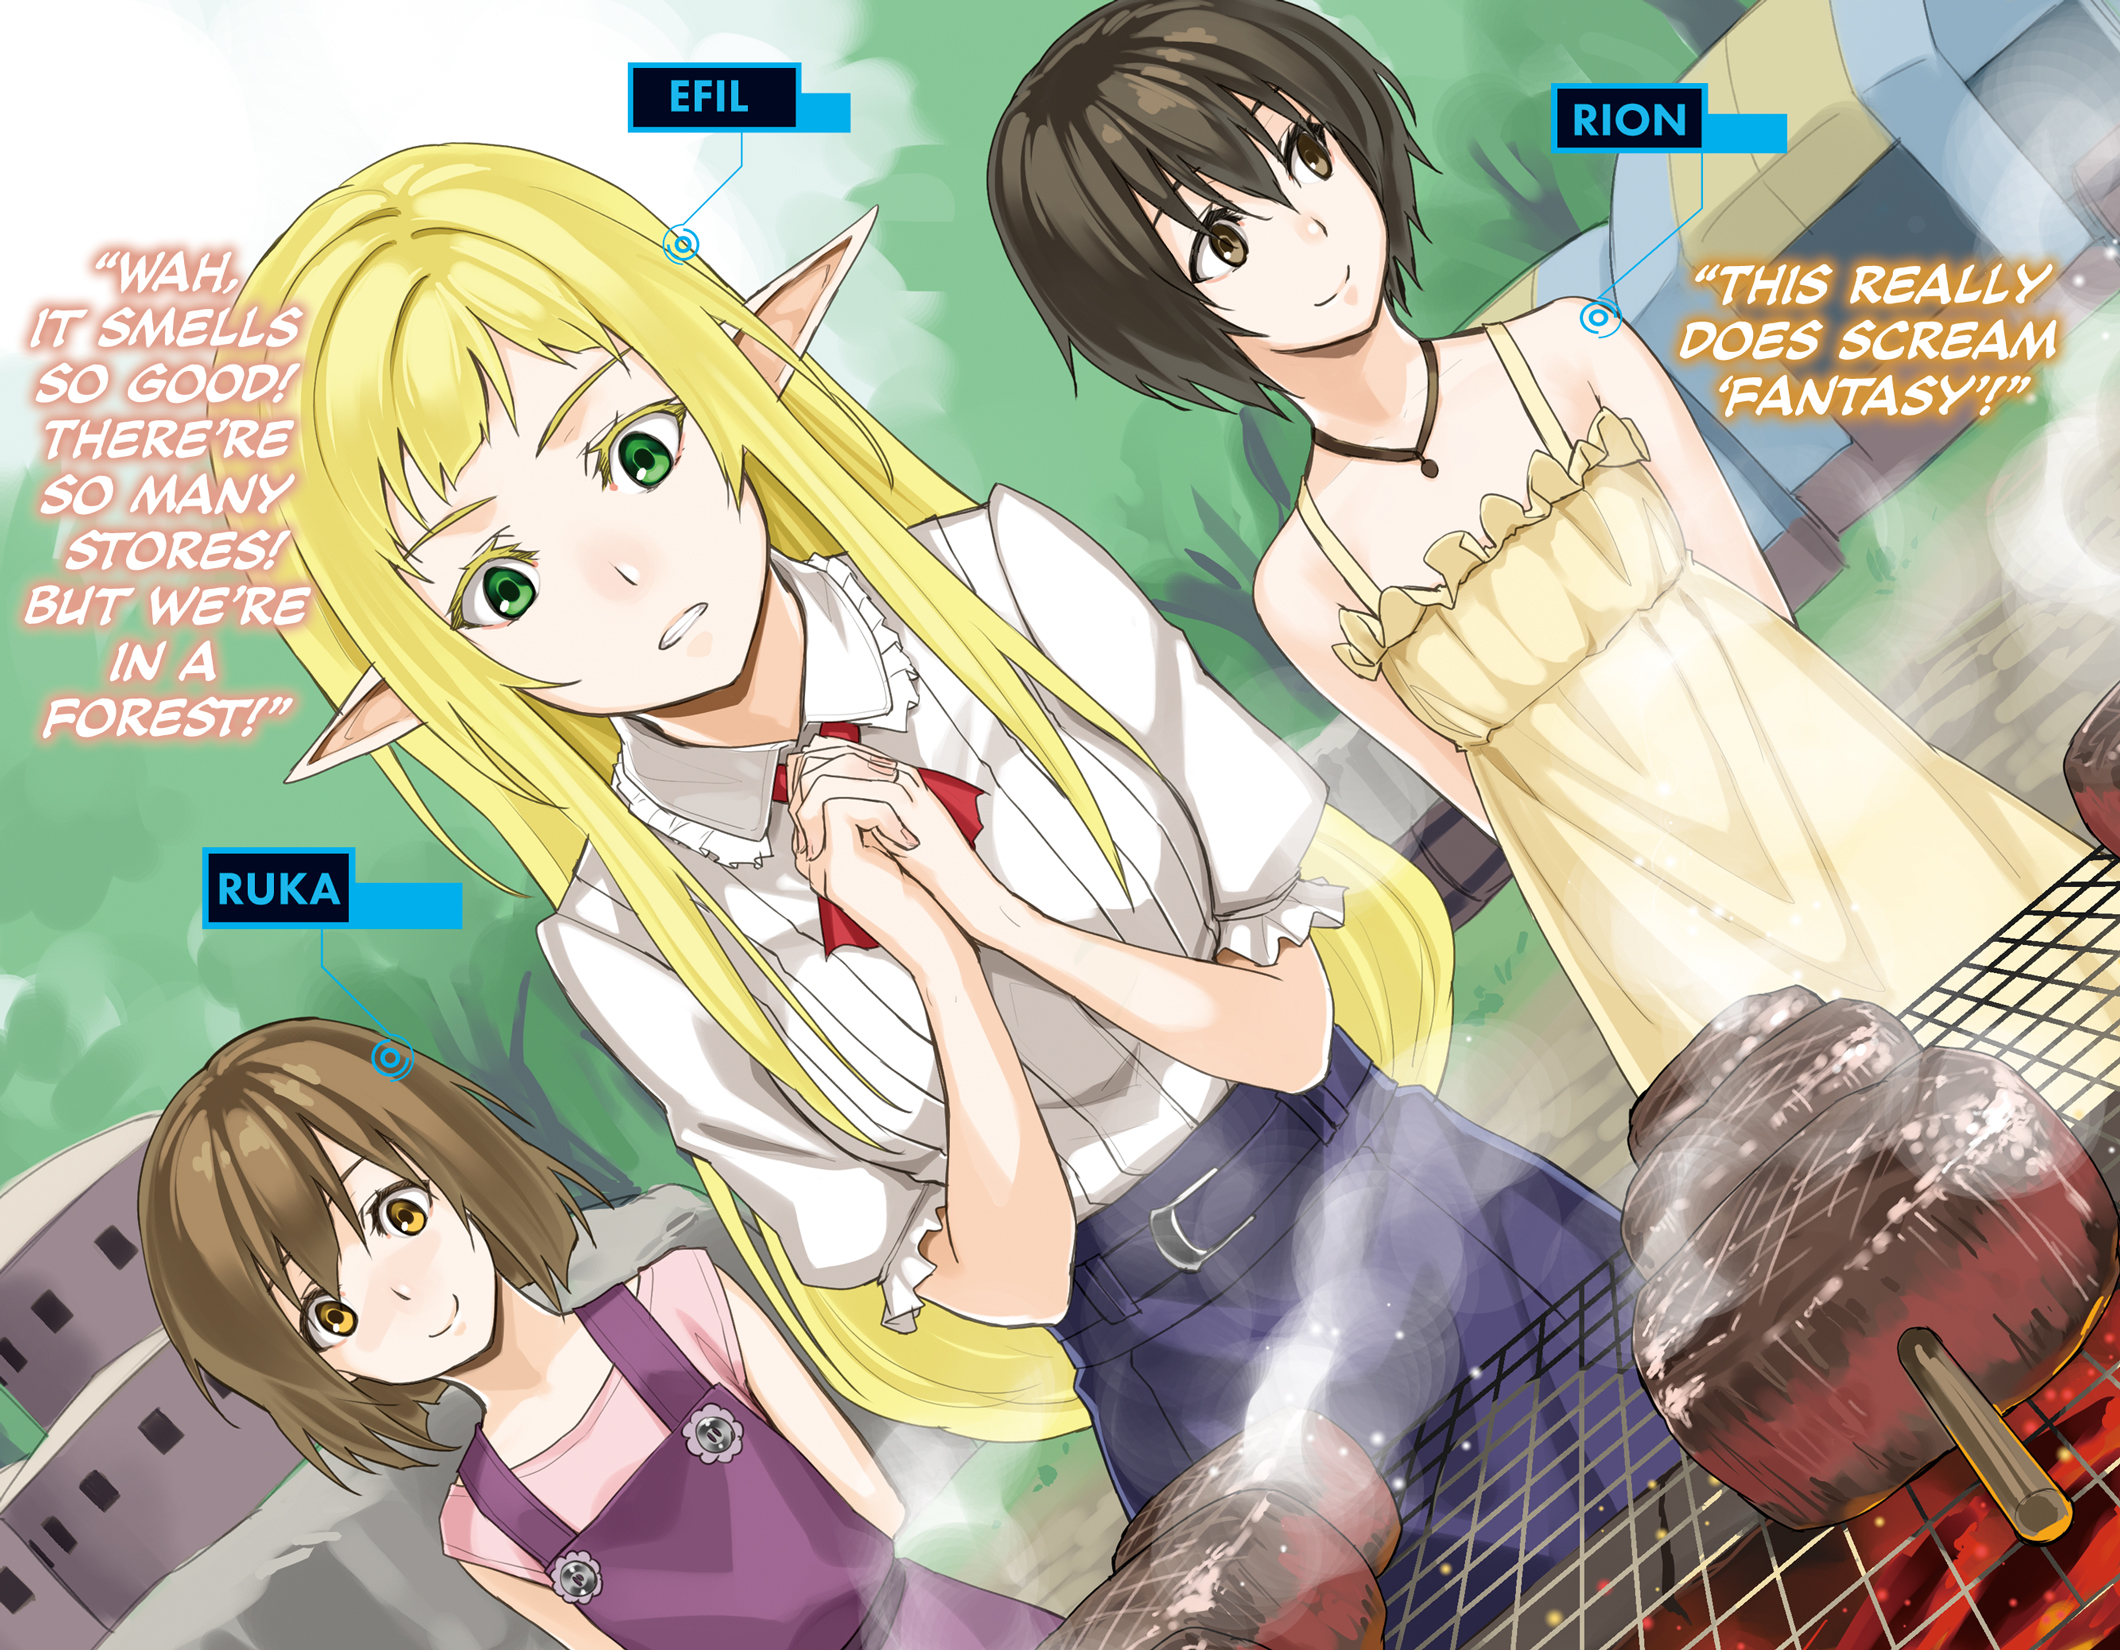 EFIL
RION
"WAH,
IT SMELLS
SO GOOD!
THERE'RE
SO MANY
STORES!
BUT WE'RE
IN A
FOREST!"
"THIS REALLY
DOES SCREAM
'FANTASY'!"
RUKA